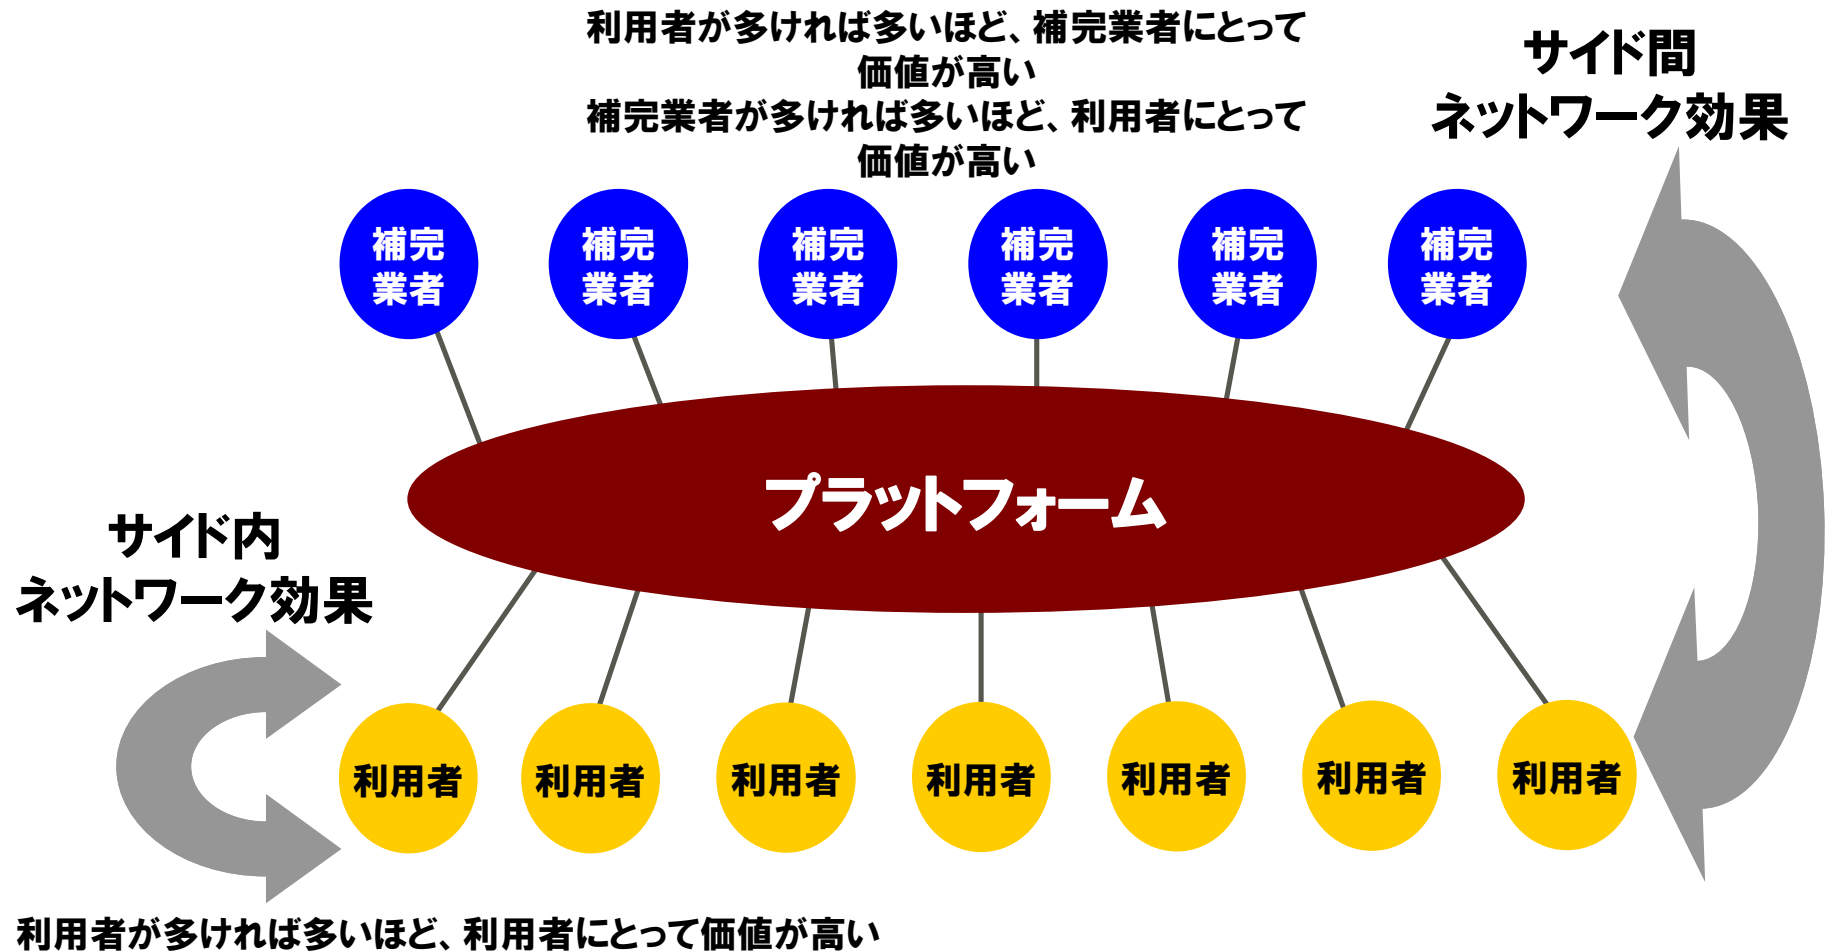 利用者が多ければ多いほど、補完業者にとって
価値が高い
補完業者が多ければ多いほど、利用者にとって
価値が高い
サイド間
ネットワーク効果
補完
業者
補完
業者
補完
業者
補完
業者
補完
業者
補完
業者
プラットフォーム
サイド内
ネットワーク効果
利用者
利用者
利用者
利用者
利用者
利用者
利用者
利用者が多ければ多いほど、利用者にとって価値が高い